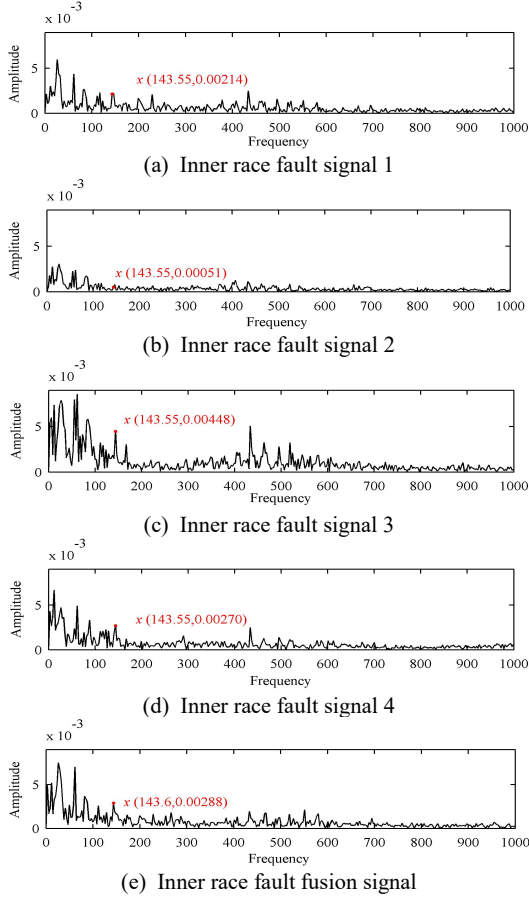 x 10 -3
Amplitude
5
0
x (143.55,0.00214)
0 100 200 300 400 500 600 700 800 900 1000
Frequency
(a) Inner race fault signal 1
x 10 -3
Amplitude
5
0
x (143.55,0.00051)
0 100 200 300 400 500 600 700 800 900 1000
Frequency
(b) Inner race fault signal 2
x 10 -3
Amplitude
5
0
x (143.55,0.00448)
0 100 200 300 400 500 600 700 800 900 1000
Frequency
(c) Inner race fault signal 3
x 10 -3
Amplitude
5
0
x (143.55,0.00270)
0 100 200 300 400 500 600 700 800 900 1000
Frequency
(d) Inner race fault signal 4
x 10 -3
Amplitude
5
0
x (143.6,0.00288)
0 100 200 300 400 500 600 700 800 900 1000
Frequency
(e) Inner race fault fusion signal